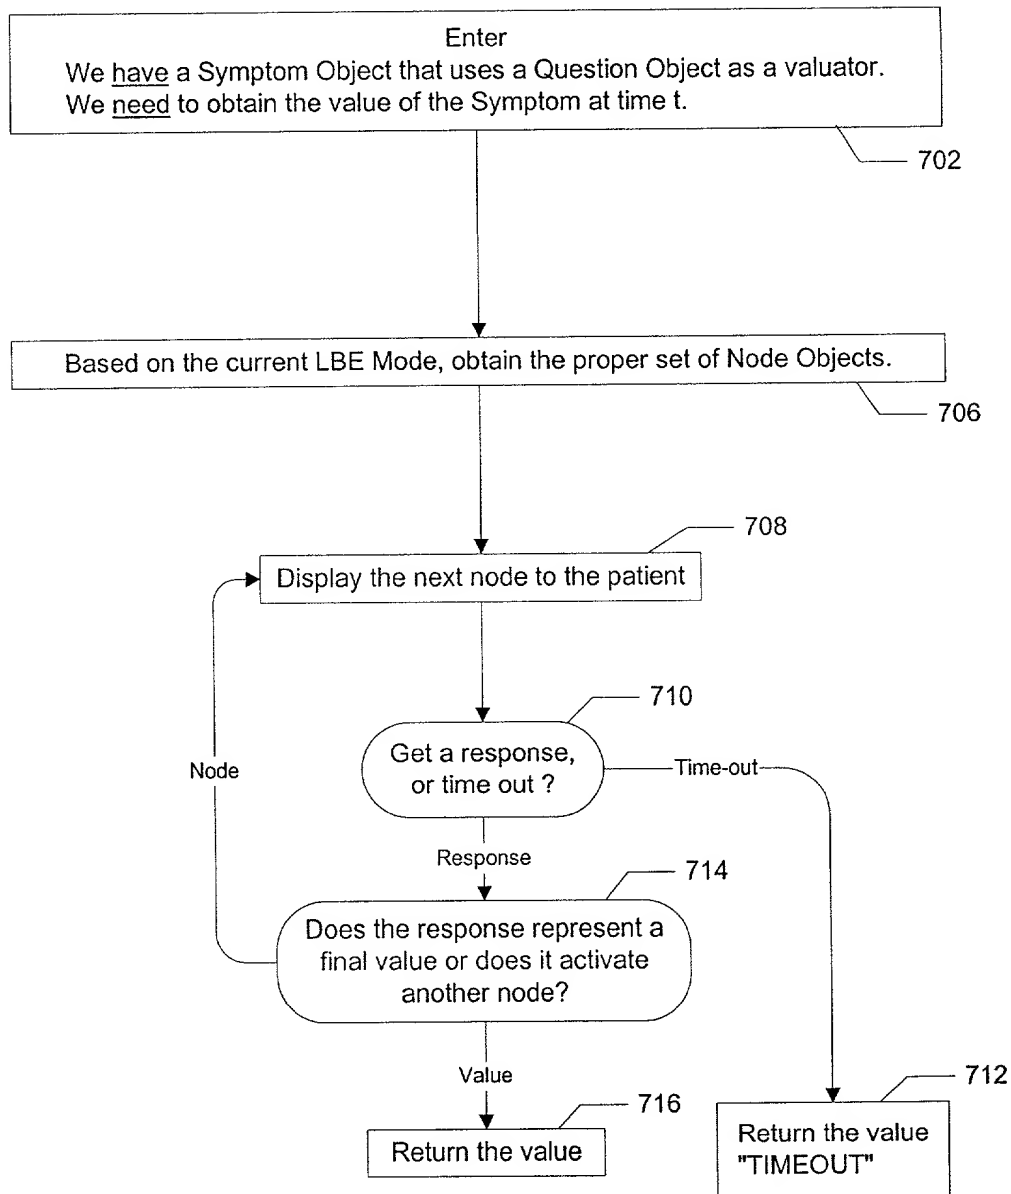 Enter
We have a Symptom Object that uses a Question Object as a valuator.
We need to obtain the value of the Symptom at time t.
702
Based on the current LBE Mode, obtain the proper set of Node Objects.
706
708
Display the next node to the patient
710
Get a response,
or time out ?
Time-out
Node
Response
714
Does the response represent a
final value or does it activate
another node?
Value
712
716
Return the value
Return the value
"TIMEOUT"